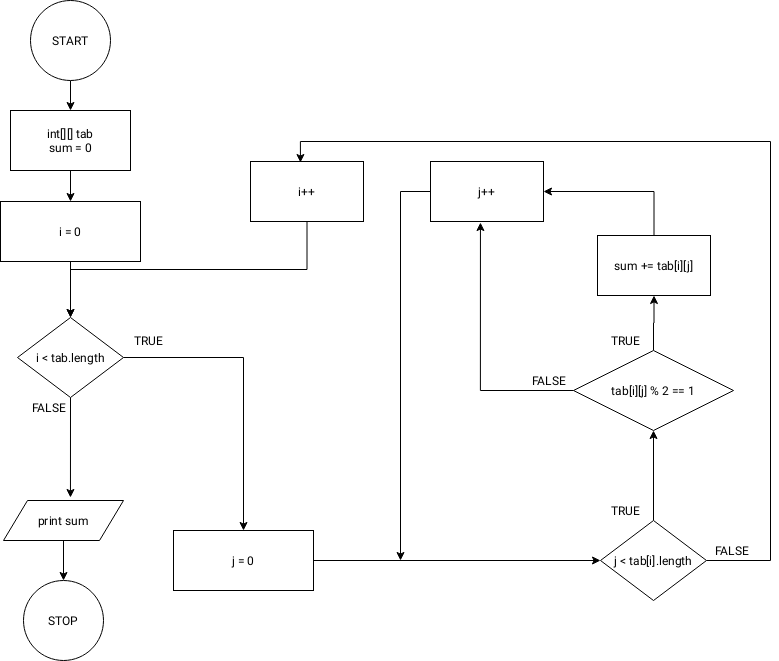 START
int[][] tab
sum = 0
i = 0
i++
j++
sum += tab[i][j]
i < tab.length
TRUE
FALSE
TRUE
FALSE
tab[i][j] % 2 == 1
print sum
j = 0
TRUE
j < tab[i].length
FALSE
STOP